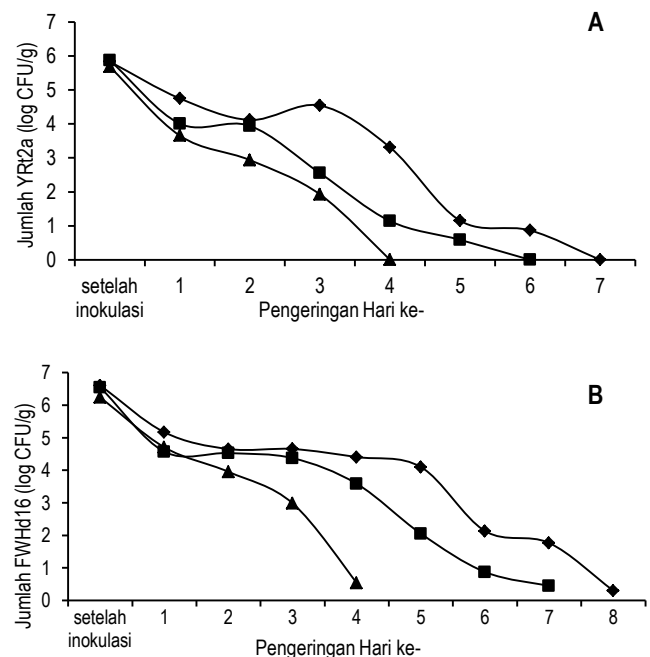 A
Jumlah YRt2a (log CFU/g)
7
6
5
4
3
2
1
0
setelah inokulasi
1 2 3 4 5 6 7
Pengeringan Hari ke-
B
Jumlah FWHd16 (log CFU/g)
7
6
5
4
3
2
1
0
setelah inokulasi
1 2 3 4 5 6 7 8
Pengeringan Hari ke-